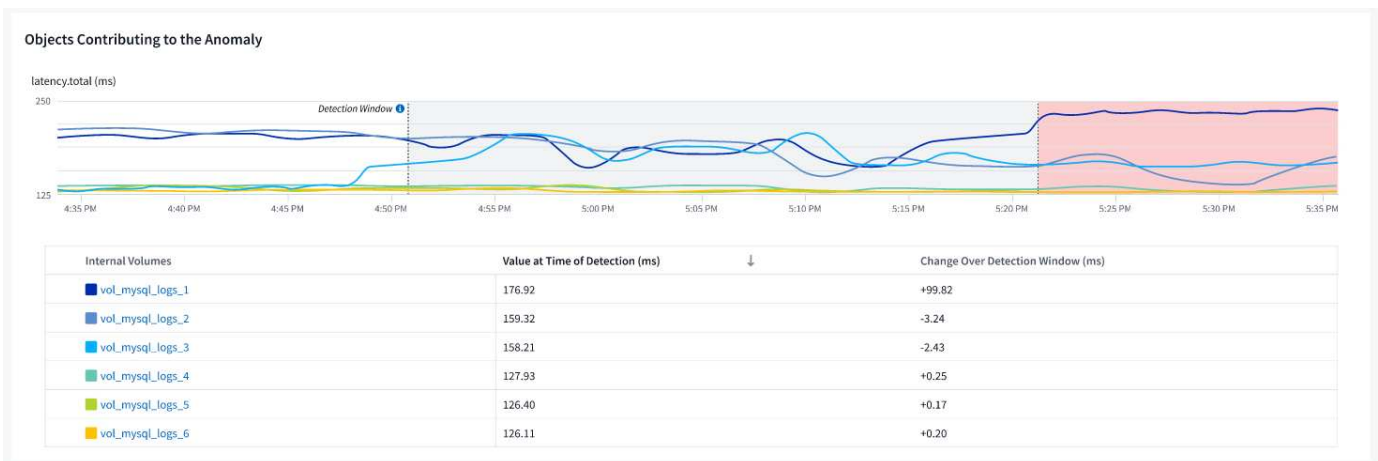 Objects Contributing to the Anomaly
latency.total (ms)
250
Detection Window
125
4:35 PM 4:40 PM 4:45 PM 4:50 PM 4:55 PM 5:00 PM 5:05 PM 5:10 PM 5:15 PM 5:20 PM 5:25 PM 5:30 PM 5:35 PM
Internal Volumes Value at Time of Detection (ms) ↓ Change Over Detection Window (ms)
vol_mysql_logs_1 176.92 +99.82
vol_mysql_logs_2 159.32 -3.24
vol_mysql_logs_3 158.21 -2.43
vol_mysql_logs_4 127.93 +0.25
vol_mysql_logs_5 126.40 +0.17
vol_mysql_logs_6 126.11 +0.20